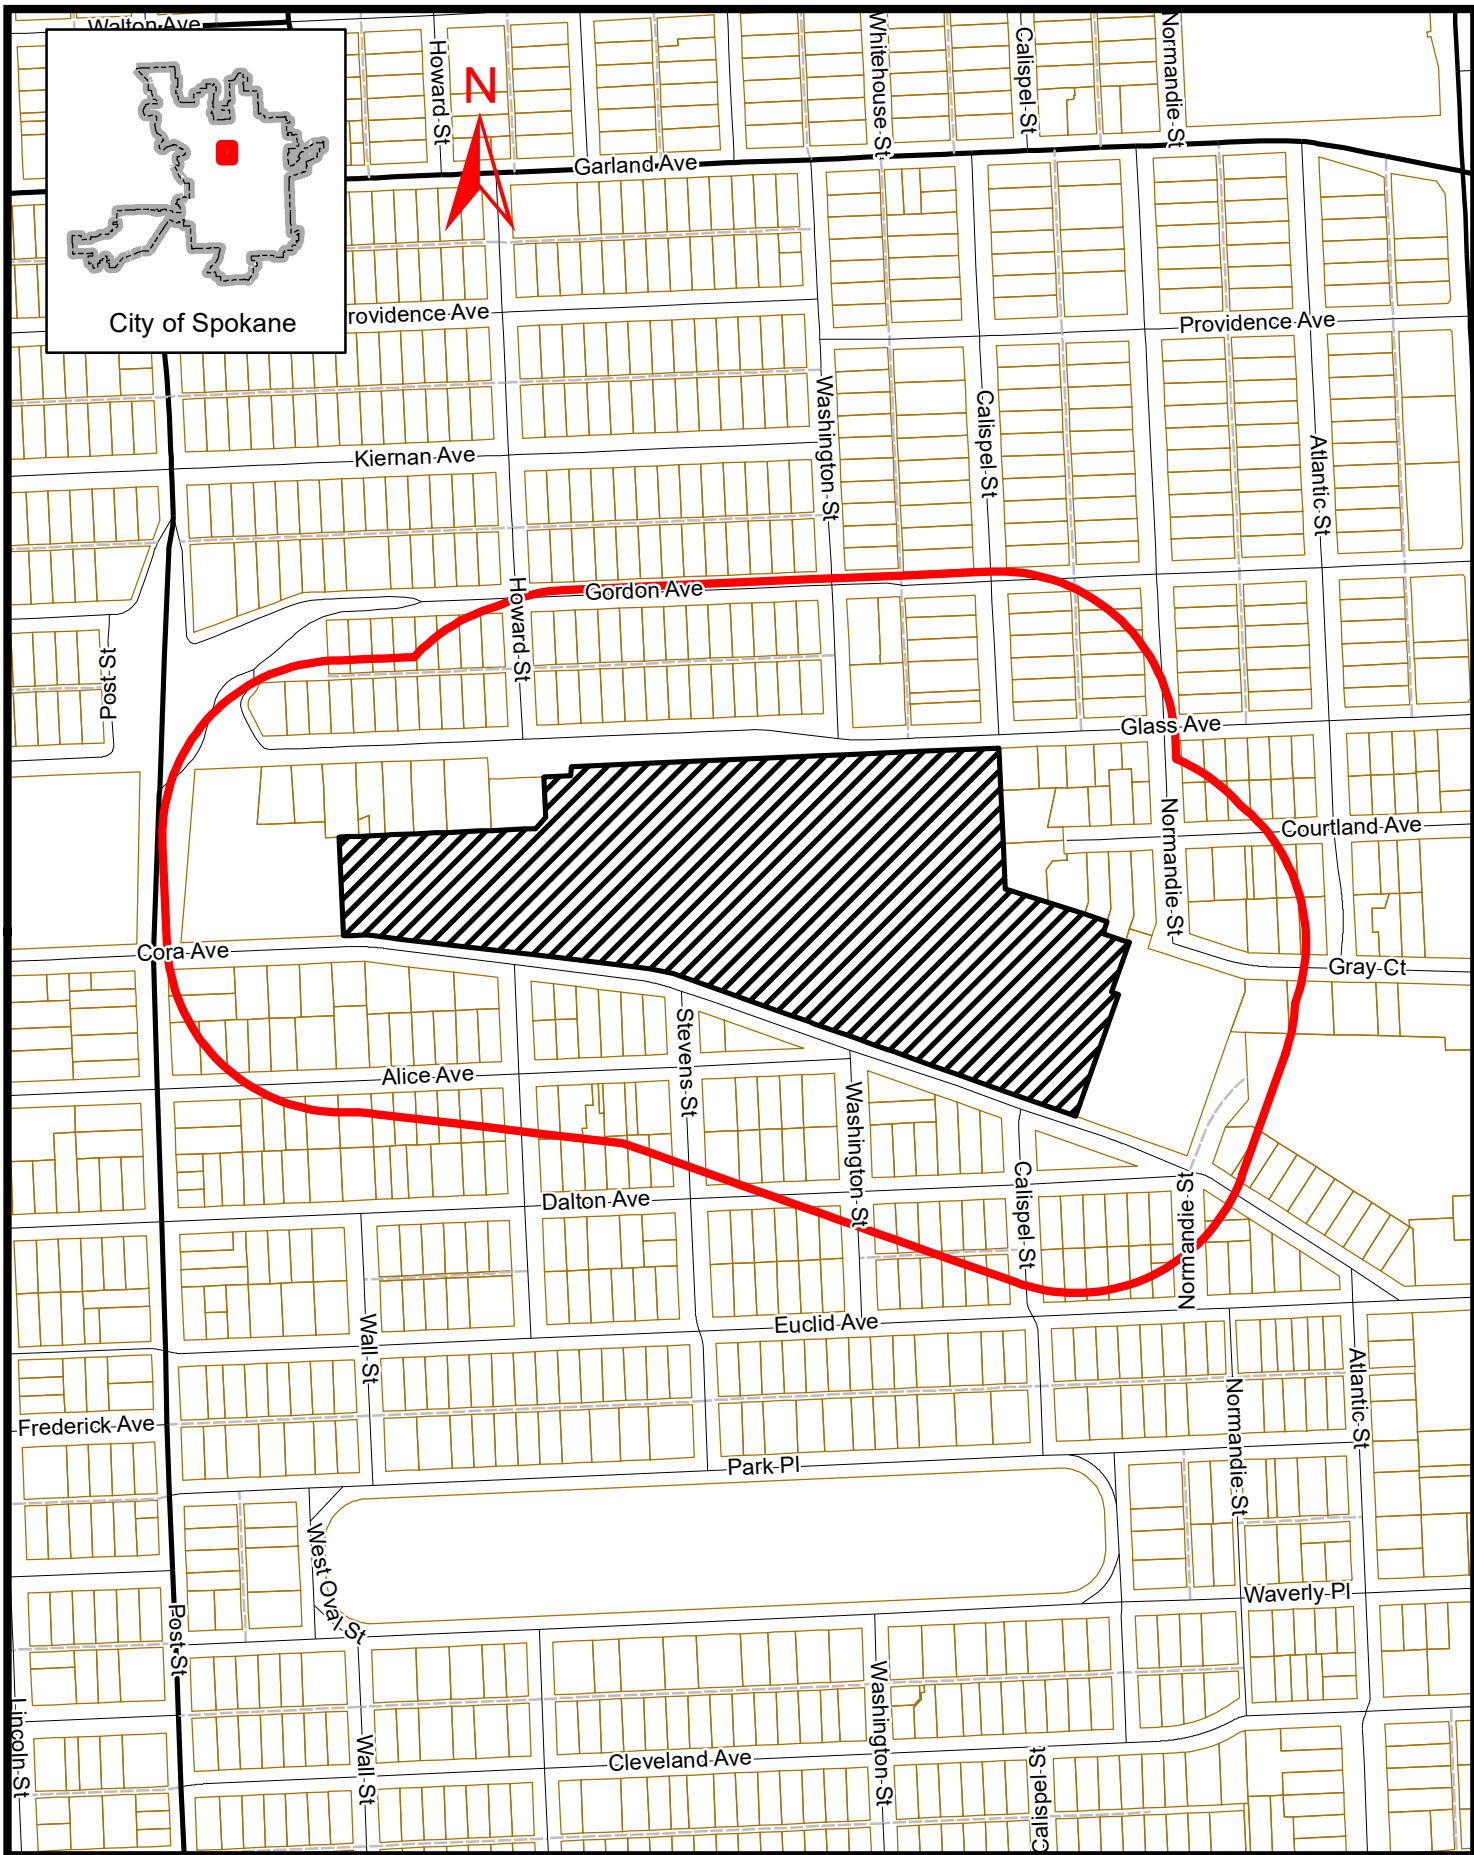 Walton Ave
Howard St
Whitehouse St
Calispel St
Normandie St
N
Garland Ave
City of Spokane
rovidence Ave
Providence Ave
Washington St
Calispel St
Atlantic St
Kiernan Ave
Howard St
Gordon Ave
Post St
Glass Ave
Normandie St
Courtland Ave
Cora Ave
Gray Ct
Stevens St
Alice Ave
Washington St
Calispel St
Normandie St
Dalton Ave
Euclid Ave
Wall St
Atlantic St
Normandie St
Frederick Ave
Park Pl
West Oval St
Waverly Pl
Post St
Lincoln St
Wall St
Washington St
Cleveland Ave
Calispel St